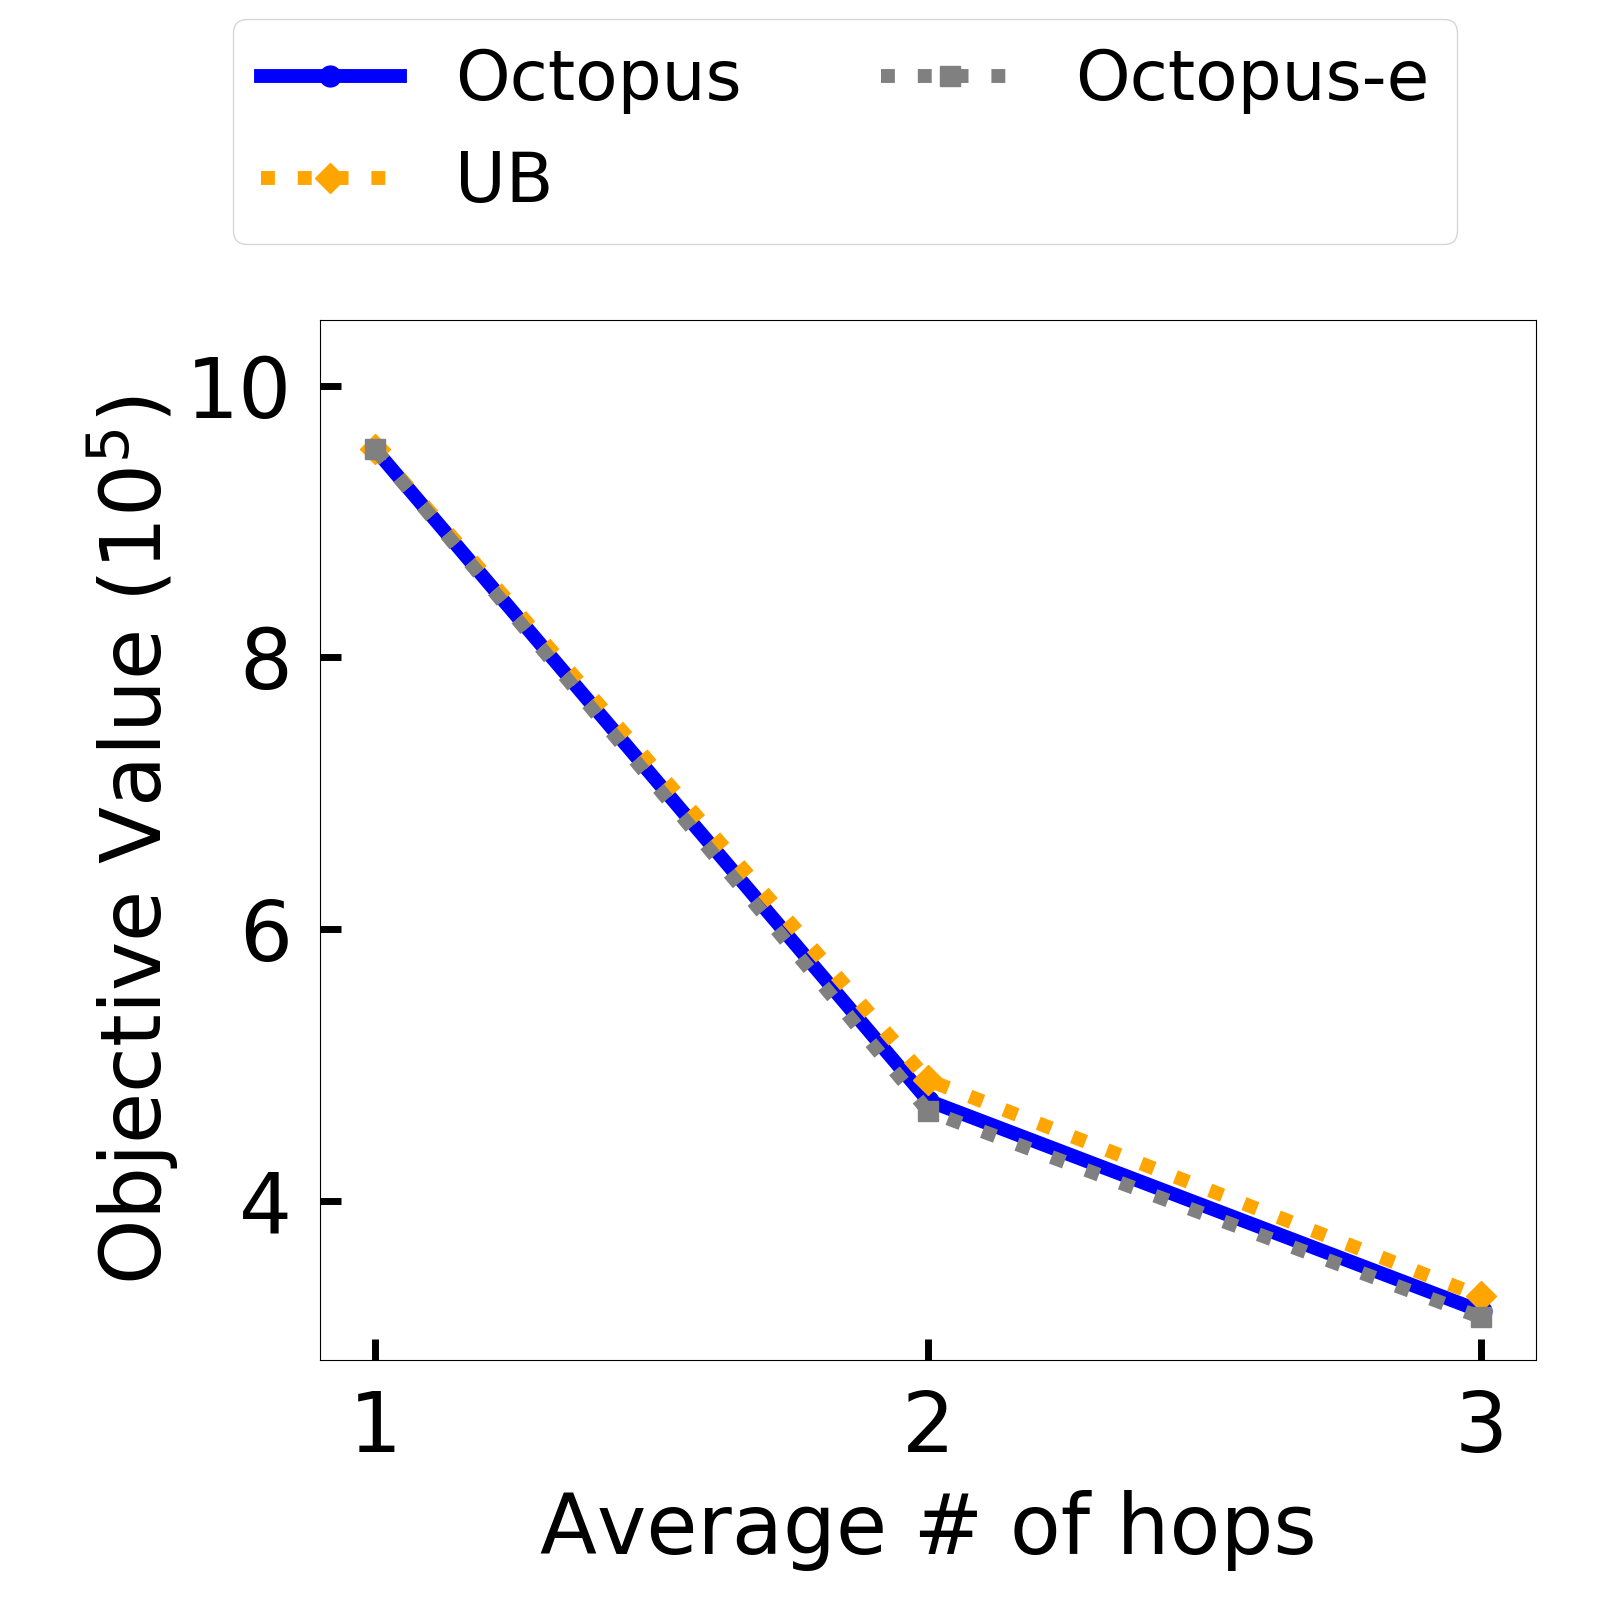 Octopus
Octopus-e
UB
Objective Value (10⁵)
10
8
6
4
1
2
3
Average # of hops